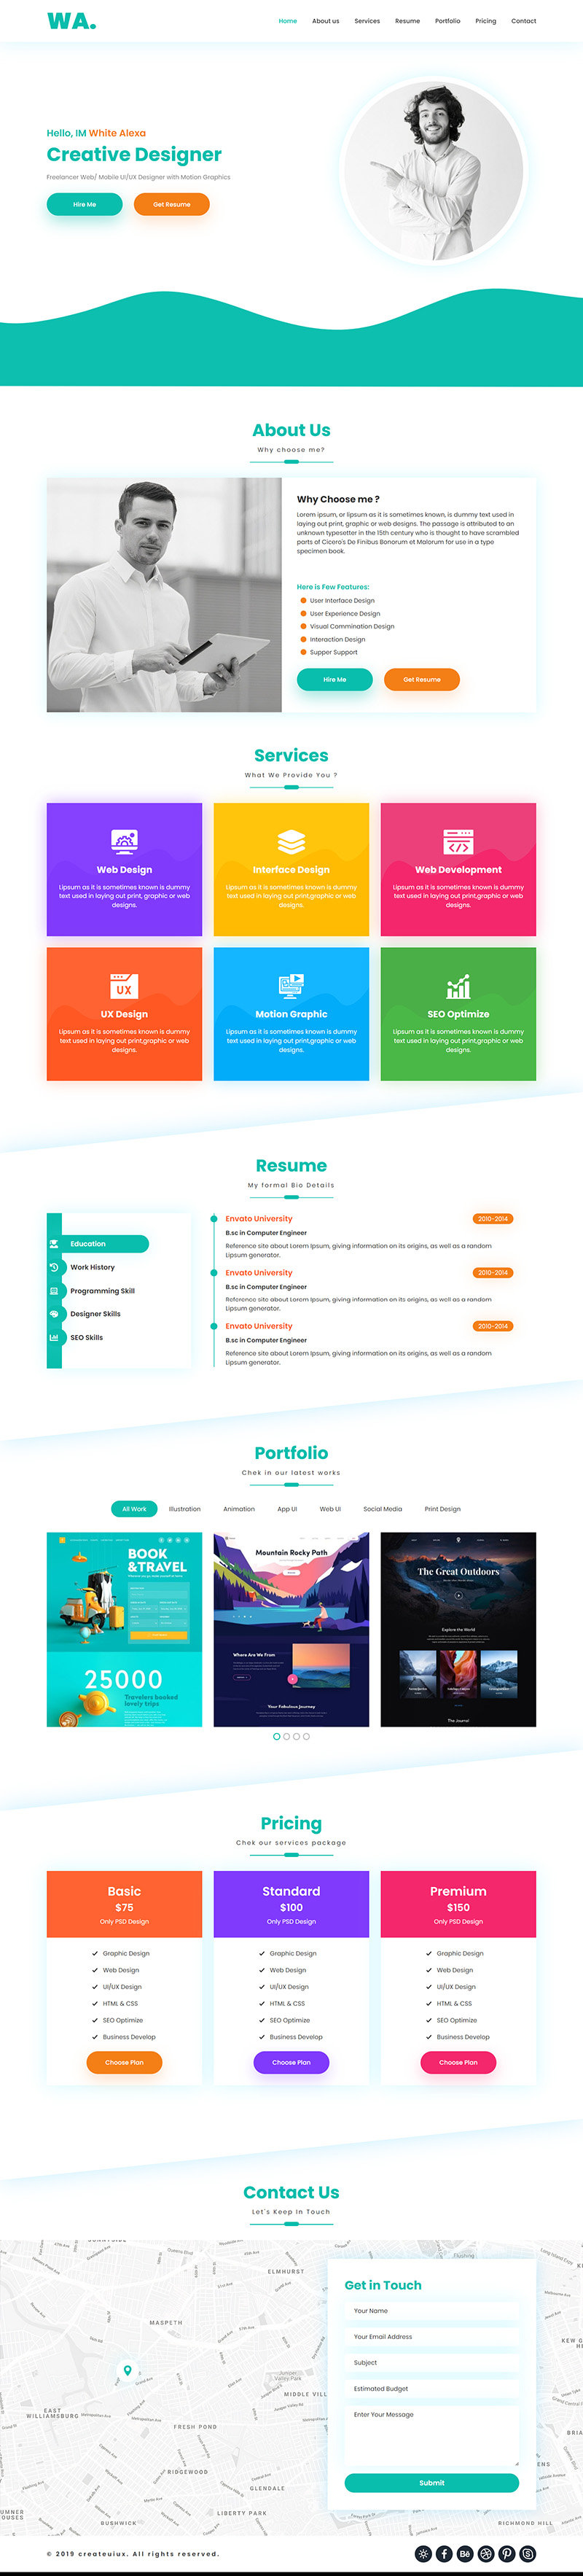 WA.
Home About us Services Resume Portfolio Pricing Contact
Hello, IM White Alexa
Creative Designer
Freelancer Web/ Mobile UI/UX Designer with Motion Graphics
Hire Me Get Resume
About Us
Why choose me?
Why Choose me ?
Lorem ipsum, or lipsum as it is sometimes known, is dummy text used in
laying out print, graphic or web designs. The passage is attributed to an
unknown typesetter in the 15th century who is thought to have scrambled
parts of Cicero's De Finibus Bonorum et Malorum for use in a type
specimen book.
Here is Few Features:
User Interface Design
User Experience Design
Visual Commination Design
Interaction Design
Supper Support
Hire Me Get Resume
Services
What We Provide You ?
Web Design
Lipsum as it is sometimes known is dummy
text used in laying out print, graphic or web
designs.
Interface Design
Lipsum as it is sometimes known is dummy
text used in laying out print,graphic or web
designs.
Web Development
Lipsum as it is sometimes known is dummy
text used in laying out print, graphic or web
designs.
UX
UX Design
Lipsum as it is sometimes known is dummy
text used in laying out print,graphic or web
designs.
Motion Graphic
Lipsum as it is sometimes known is dummy
text used in laying out print,graphic or web
designs.
SEO Optimize
Lipsum as it is sometimes known is dummy
text used in laying out print,graphic or web
designs.
Resume
My formal Bio Details
Education
Work History
Programming Skill
Designer Skills
SEO Skills
Envato University 2010-2014
B.sc in Computer Engineer
Reference site about Lorem Ipsum, giving information on its origins, as well as a random
Lipsum generator.
Envato University 2010-2014
B.sc in Computer Engineer
Reference site about Lorem Ipsum, giving information on its origins, as well as a random
Lipsum generator.
Envato University 2010-2014
B.sc in Computer Engineer
Reference site about Lorem Ipsum, giving information on its origins, as well as a random
Lipsum generator.
Portfolio
Chek in our latest works
All Work Illustration Animation App UI Web UI Social Media Print Design
BOOK
&TRAVEL
25000
Travelers booked
lovely trips
Mountain Rocky Path
Where Are We From
Your Fabulous Journey
The Great Outdoors
Explore the World
The Journal
Pricing
Chek our services package
Basic
$75
Only PSD Design
Graphic Design
Web Design
UI/UX Design
HTML & CSS
SEO Optimize
Business Develop
Choose Plan
Standard
$100
Only PSD Design
Graphic Design
Web Design
UI/UX Design
HTML & CSS
SEO Optimize
Business Develop
Choose Plan
Premium
$150
Only PSD Design
Graphic Design
Web Design
UI/UX Design
HTML & CSS
SEO Optimize
Business Develop
Choose Plan
Contact Us
Let's Keep In Touch
ELMHURST
MASPETH
MIDDLE VILL
EAST
WILLIAMSBURG
FRESH POND
RIDGEWOOD
GLENDALE
LIBERTY PARK
BUSHWICK
RICHMOND HILL
Flushing
Juniper
Valley Park
Get in Touch
Your Name
Your Email Address
Subject
Estimated Budget
Enter Your Message
Submit
© 2019 createuiux. All rights reserved.